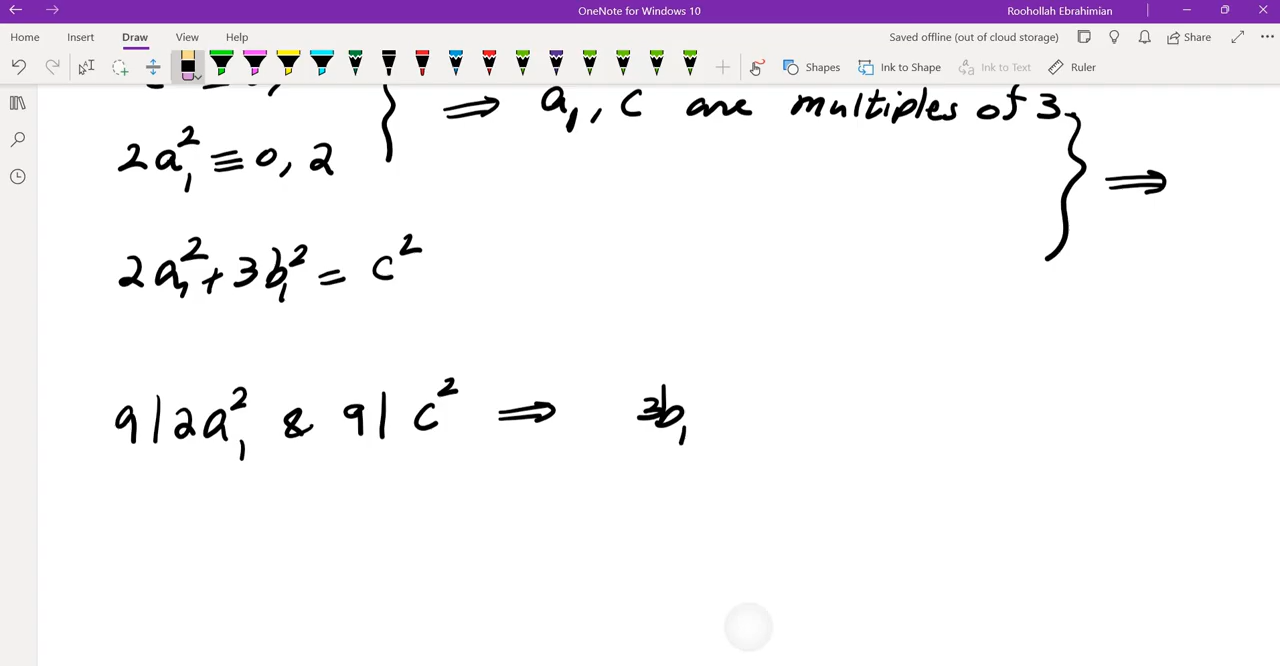 OneNote for Windows 10
Roohollah Ebrahimian
Home Insert Draw View Help
Saved offline (out of cloud storage)
Share
Shapes
Ink to Shape
Ink to Text
Ruler
⟹ a₁, c are multiples of 3
2a₁² ≡ 0, 2
⟹
2a₁² + 3b₁² = c²
9|2a₁² & 9|c² ⟹ 3b₁